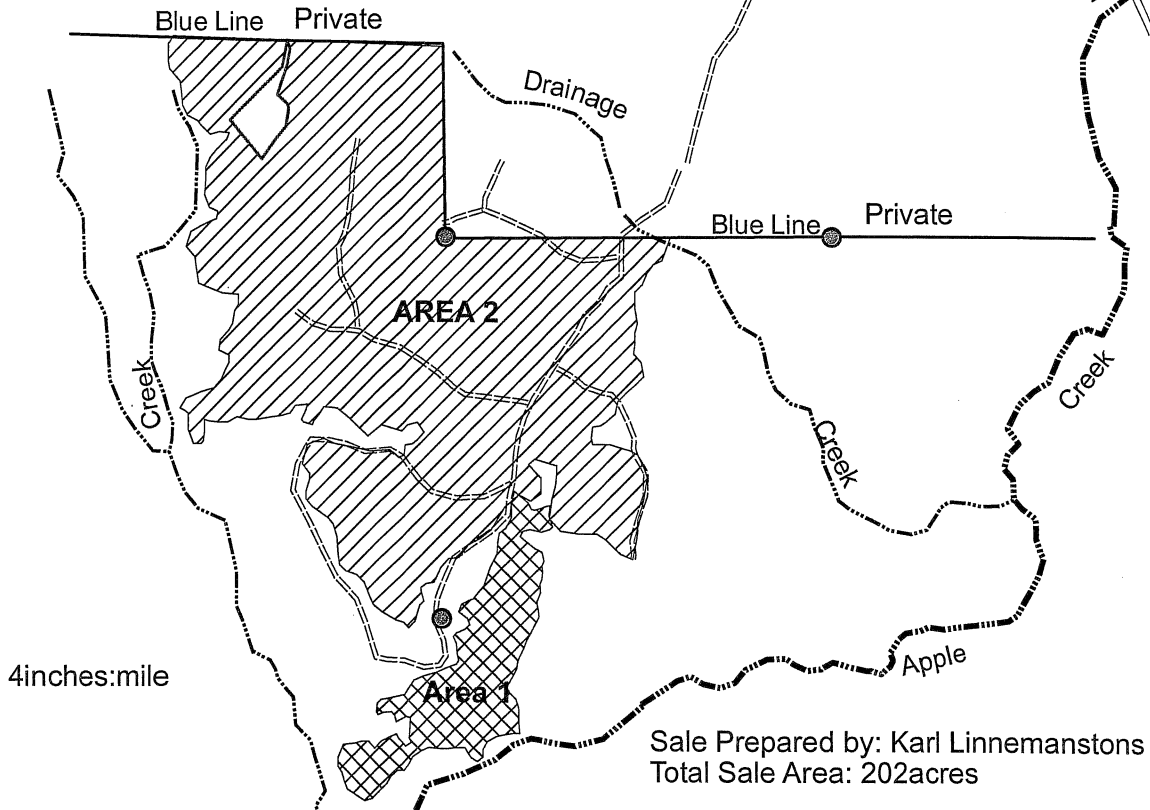 Blue Line Private
Drainage
Blue Line Private
AREA 2
Creek
Creek
Creek
Apple
4inches:mile
Area 1
Sale Prepared by: Karl Linnemanstons
Total Sale Area: 202acres